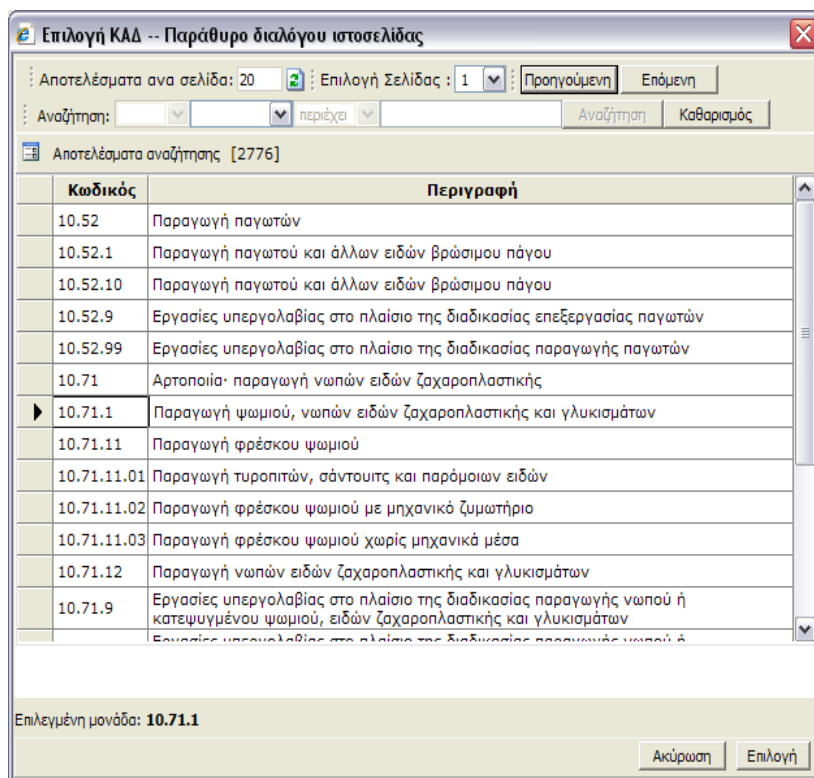 Επιλογή ΚΑΔ -- Παράθυρο διαλόγου ιστοσελίδας
Αποτελέσματα ανα σελίδα: 20 Επιλογή Σελίδας : 1 Προηγούμενη Επόμενη
Αναζήτηση: περιέχει Αναζήτηση Καθαρισμός
Αποτελέσματα αναζήτησης [2776]
Κωδικός Περιγραφή
10.52 Παραγωγή παγωτών
10.52.1 Παραγωγή παγωτού και άλλων ειδών βρώσιμου πάγου
10.52.10 Παραγωγή παγωτού και άλλων ειδών βρώσιμου πάγου
10.52.9 Εργασίες υπεργολαβίας στο πλαίσιο της διαδικασίας επεξεργασίας παγωτών
10.52.99 Εργασίες υπεργολαβίας στο πλαίσιο της διαδικασίας παραγωγής παγωτών
10.71 Αρτοποιία· παραγωγή νωπών ειδών ζαχαροπλαστικής
10.71.1 Παραγωγή ψωμιού, νωπών ειδών ζαχαροπλαστικής και γλυκισμάτων
10.71.11 Παραγωγή φρέσκου ψωμιού
10.71.11.01 Παραγωγή τυροπιτών, σάντουιτς και παρόμοιων ειδών
10.71.11.02 Παραγωγή φρέσκου ψωμιού με μηχανικό ζυμωτήριο
10.71.11.03 Παραγωγή φρέσκου ψωμιού χωρίς μηχανικά μέσα
10.71.12 Παραγωγή νωπών ειδών ζαχαροπλαστικής και γλυκισμάτων
10.71.9 Εργασίες υπεργολαβίας στο πλαίσιο της διαδικασίας παραγωγής νωπού ή
κατεψυγμένου ψωμιού, ειδών ζαχαροπλαστικής και γλυκισμάτων
Εργασίες υπεργολαβίας στο πλαίσιο της διαδικασίας παραγωγής νωπού ή
Επιλεγμένη μονάδα: 10.71.1
Ακύρωση Επιλογή